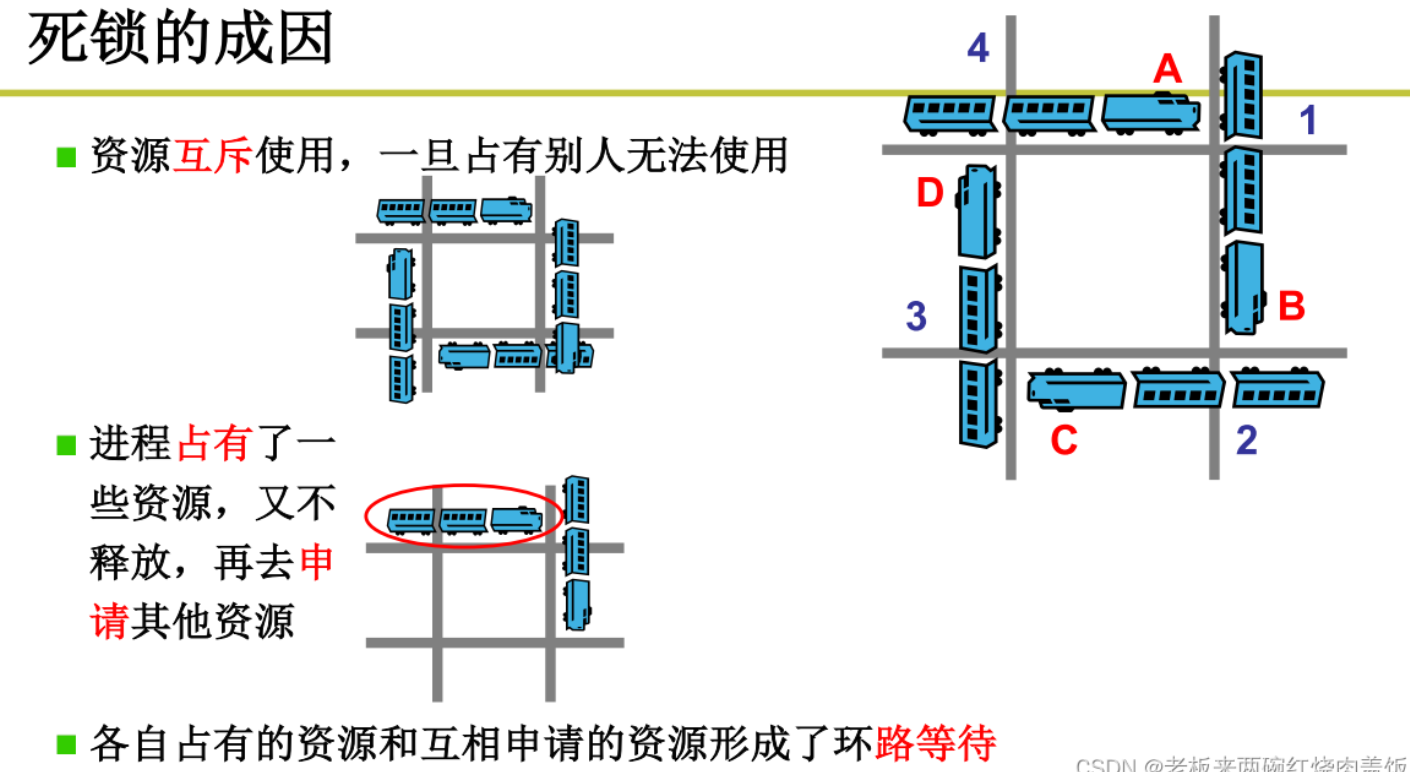 死锁的成因
4
A
1
资源互斥使用，一旦占有别人无法使用
D
3
B
C
2
进程占有了一
些资源，又不
释放，再去申
请其他资源
各自占有的资源和互相申请的资源形成了环路等待
CSDN @老板来两碗红烧肉盖饭